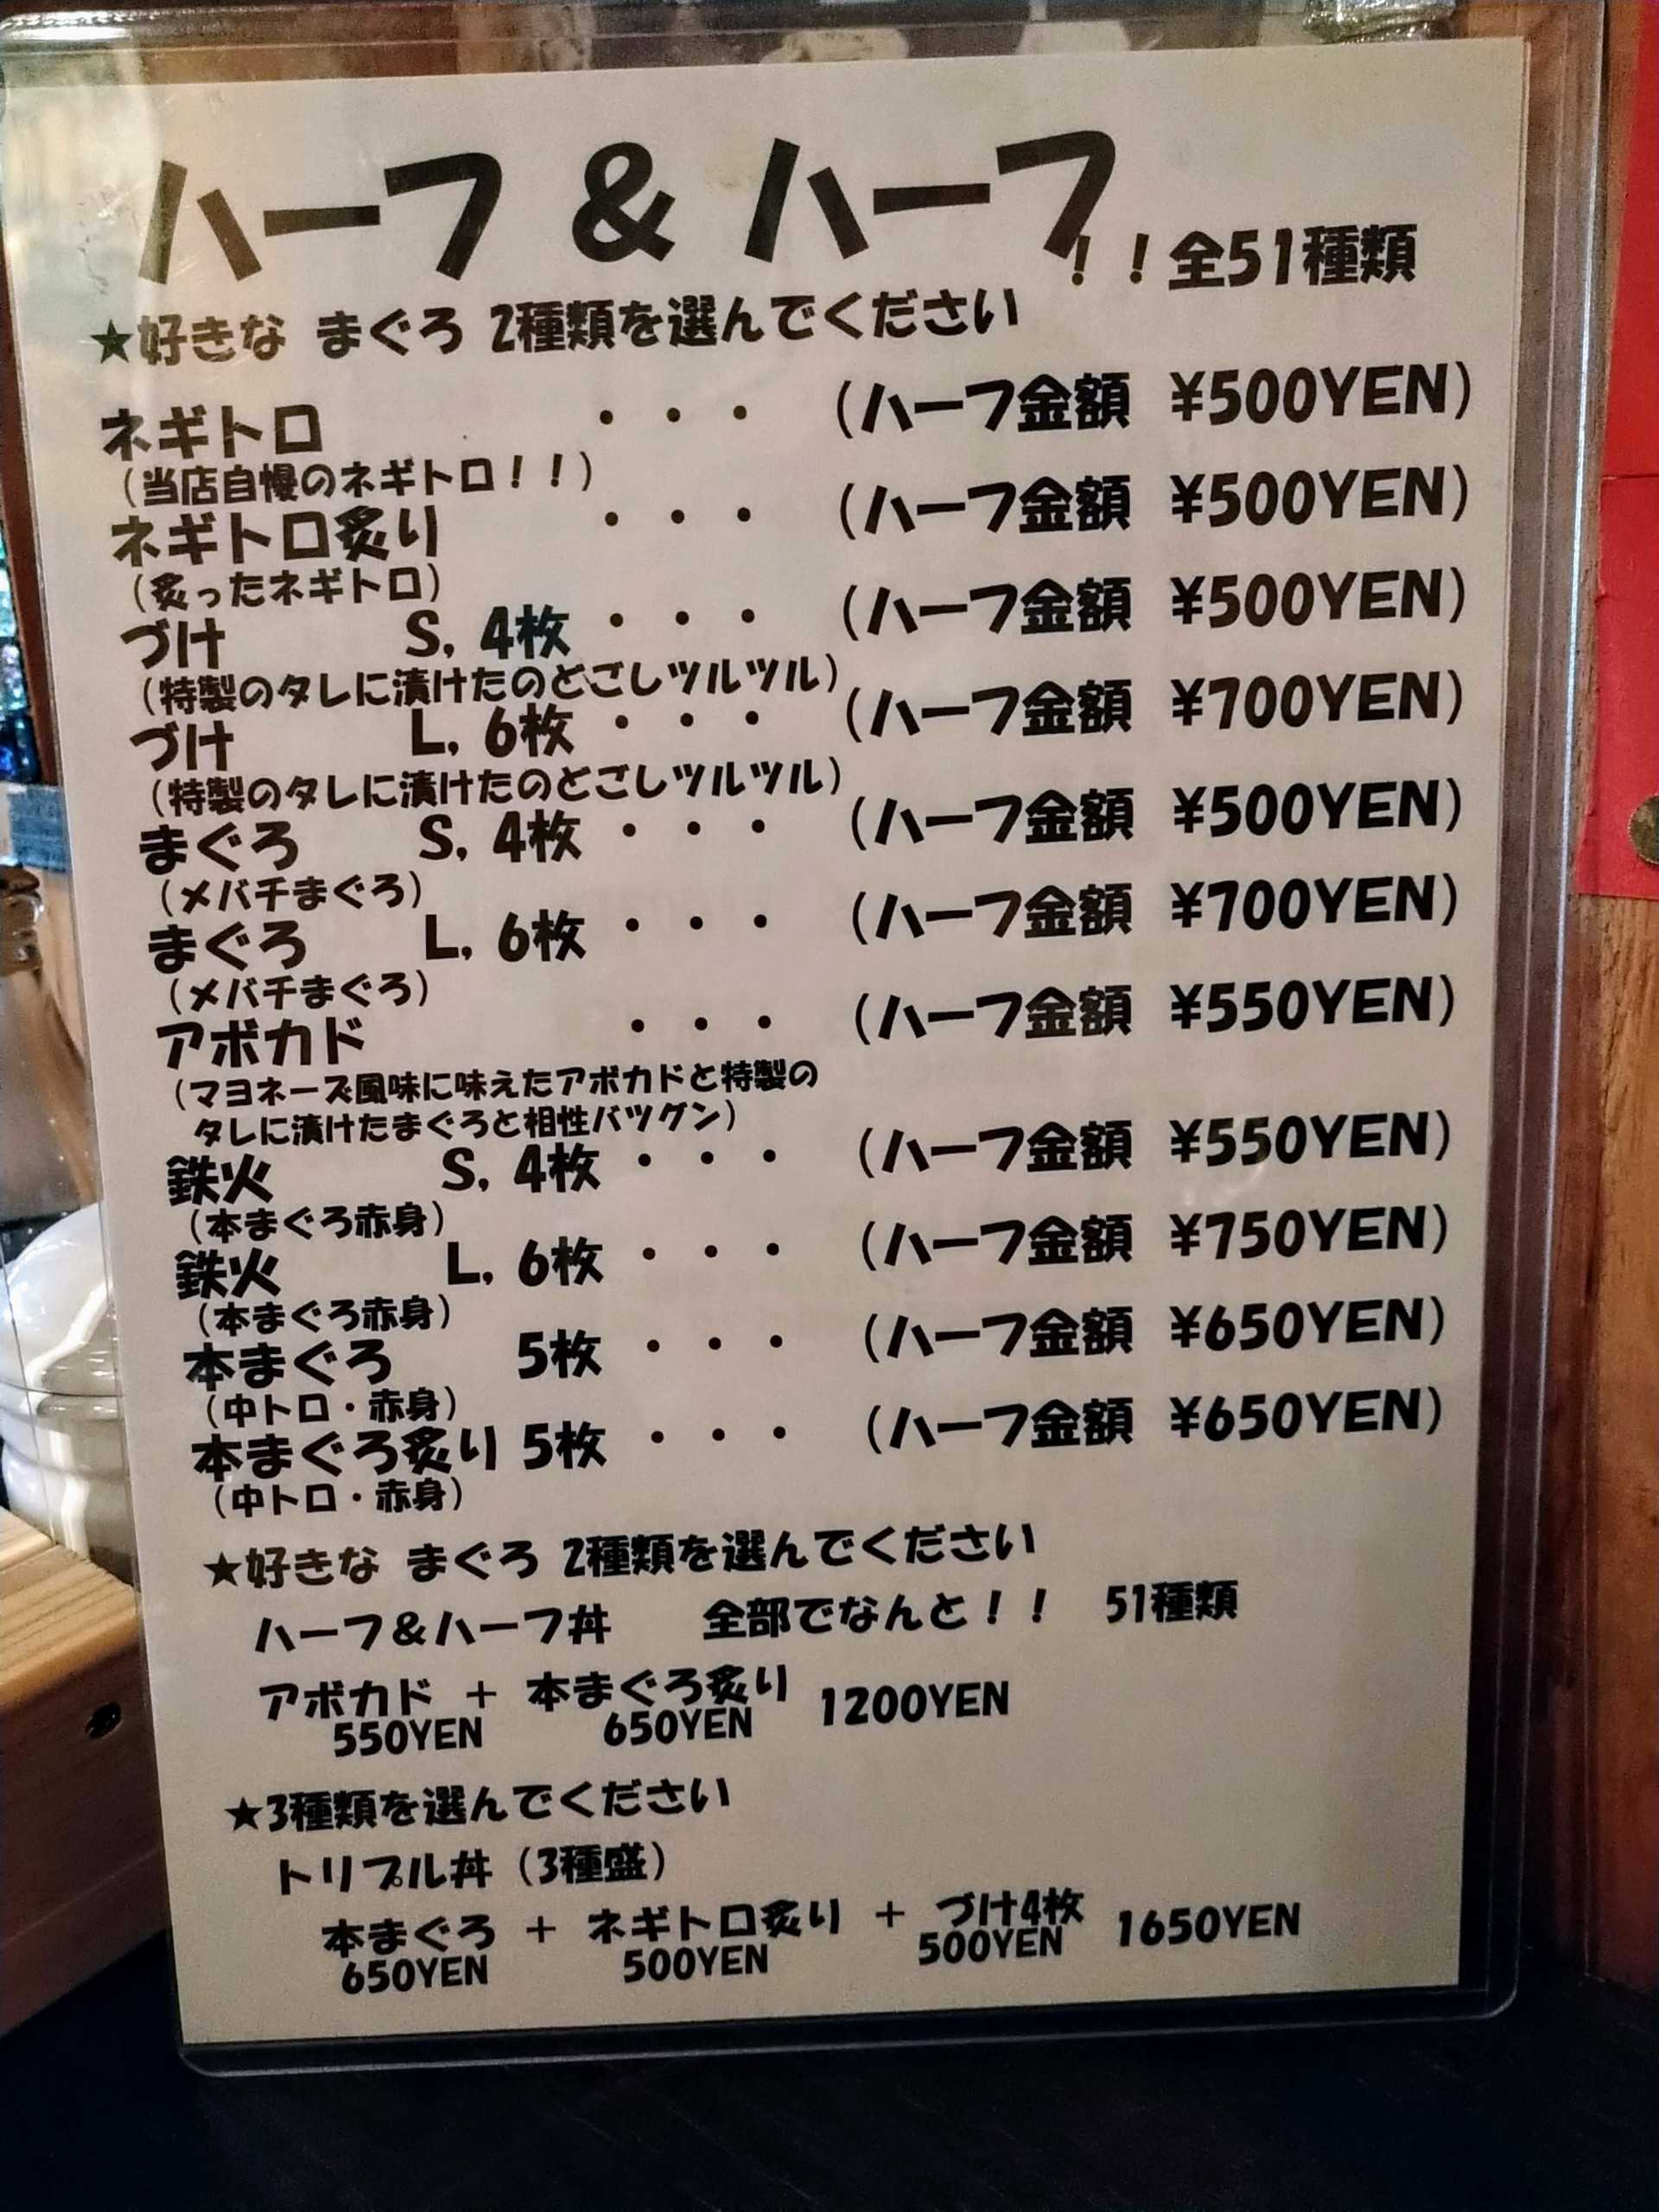 ハーフ & ハーフ！！全51種類
★好きな まぐろ 2種類を選んでください
ネギトロ ・・・ (ハーフ金額 ¥500YEN)
(当店自慢のネギトロ！！)
ネギトロ炙り ・・・ (ハーフ金額 ¥500YEN)
(炙ったネギトロ)
づけ S, 4枚 ・・・ (ハーフ金額 ¥500YEN)
(特製のタレに漬けたのどごしツルツル)
づけ L, 6枚 ・・・ (ハーフ金額 ¥700YEN)
(特製のタレに漬けたのどごしツルツル)
まぐろ S, 4枚 ・・・ (ハーフ金額 ¥500YEN)
(メバチまぐろ)
まぐろ L, 6枚 ・・・ (ハーフ金額 ¥700YEN)
(メバチまぐろ)
アボカド ・・・ (ハーフ金額 ¥550YEN)
(マヨネーズ風味に味えたアボカドと特製の
タレに漬けたまぐろと相性バツグン)
鉄火 S, 4枚 ・・・ (ハーフ金額 ¥550YEN)
(本まぐろ赤身)
鉄火 L, 6枚 ・・・ (ハーフ金額 ¥750YEN)
(本まぐろ赤身)
本まぐろ 5枚 ・・・ (ハーフ金額 ¥650YEN)
(中トロ・赤身)
本まぐろ炙り 5枚 ・・・ (ハーフ金額 ¥650YEN)
(中トロ・赤身)
★好きな まぐろ 2種類を選んでください
ハーフ&ハーフ丼 全部でなんと！！ 51種類
アボカド + 本まぐろ炙り 1200YEN
550YEN 650YEN
★3種類を選んでください
トリプル丼 (3種盛)
本まぐろ + ネギトロ炙り + づけ4枚 1650YEN
650YEN 500YEN 500YEN